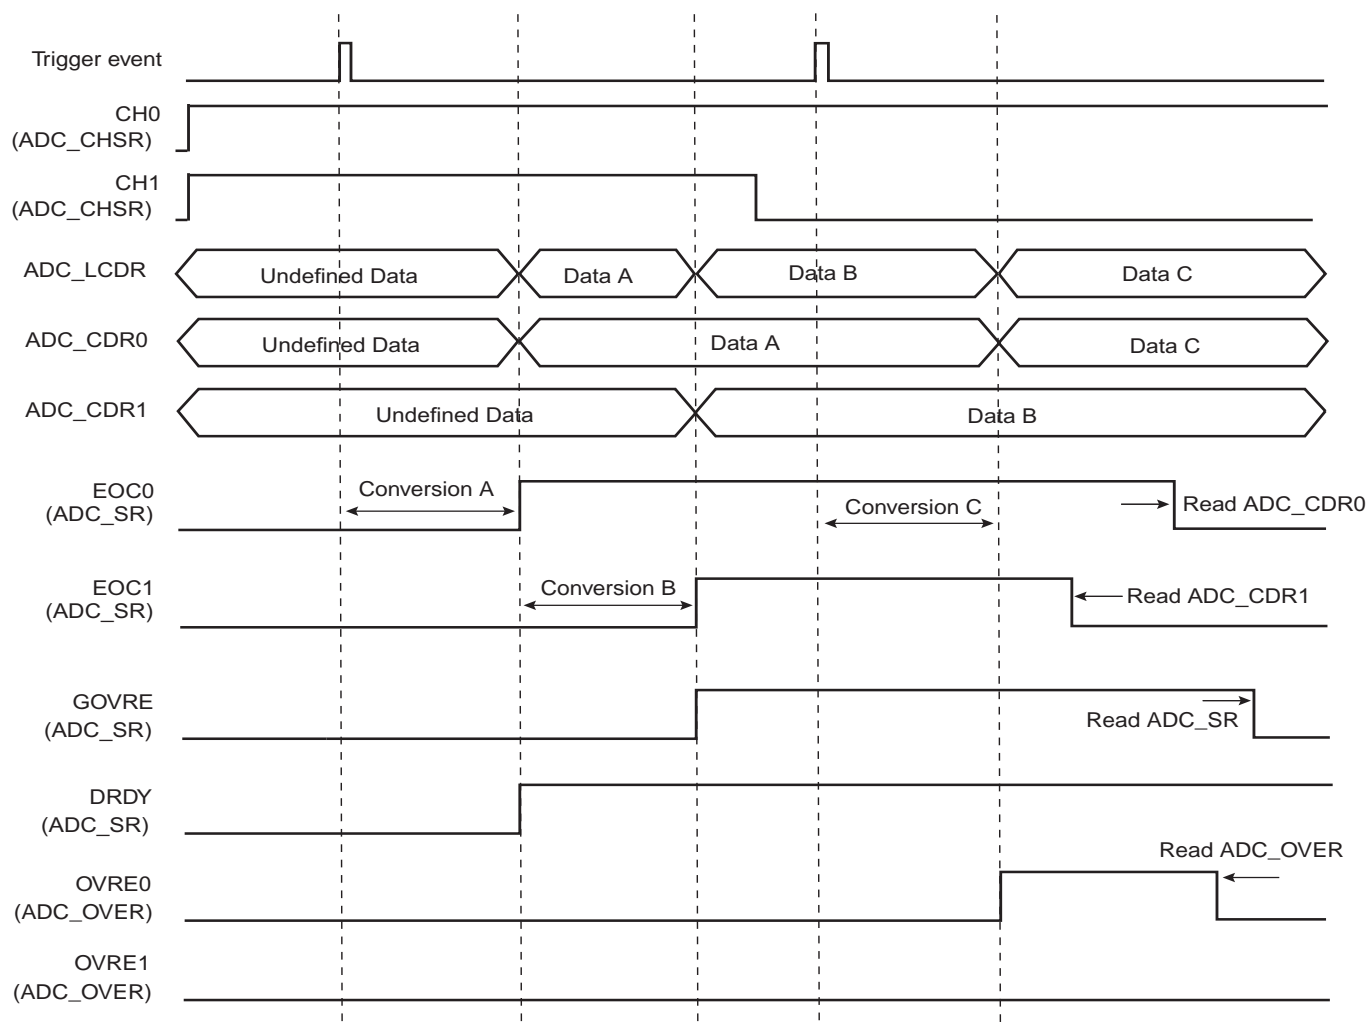 Trigger event
CH0
(ADC_CHSR)
CH1
(ADC_CHSR)
ADC_LCDR
Undefined Data
Data A
Data B
Data C
ADC_CDR0
Undefined Data
Data A
Data C
ADC_CDR1
Undefined Data
Data B
EOC0
(ADC_SR)
Conversion A
Conversion C
Read ADC_CDR0
EOC1
(ADC_SR)
Conversion B
Read ADC_CDR1
GOVRE
(ADC_SR)
Read ADC_SR
DRDY
(ADC_SR)
Read ADC_OVER
OVRE0
(ADC_OVER)
OVRE1
(ADC_OVER)